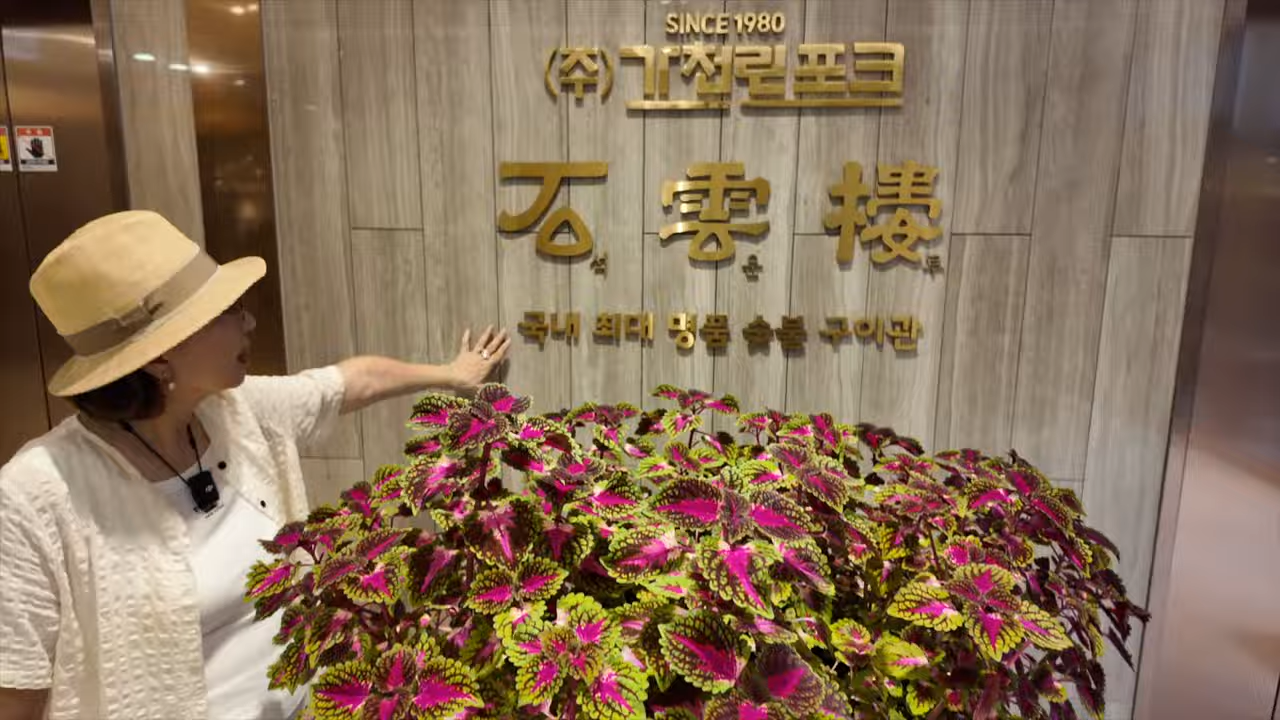 SINCE 1980
(주)가천린포크
石雲樓
석 운 루
국내 최대 명품 숯불 구이관